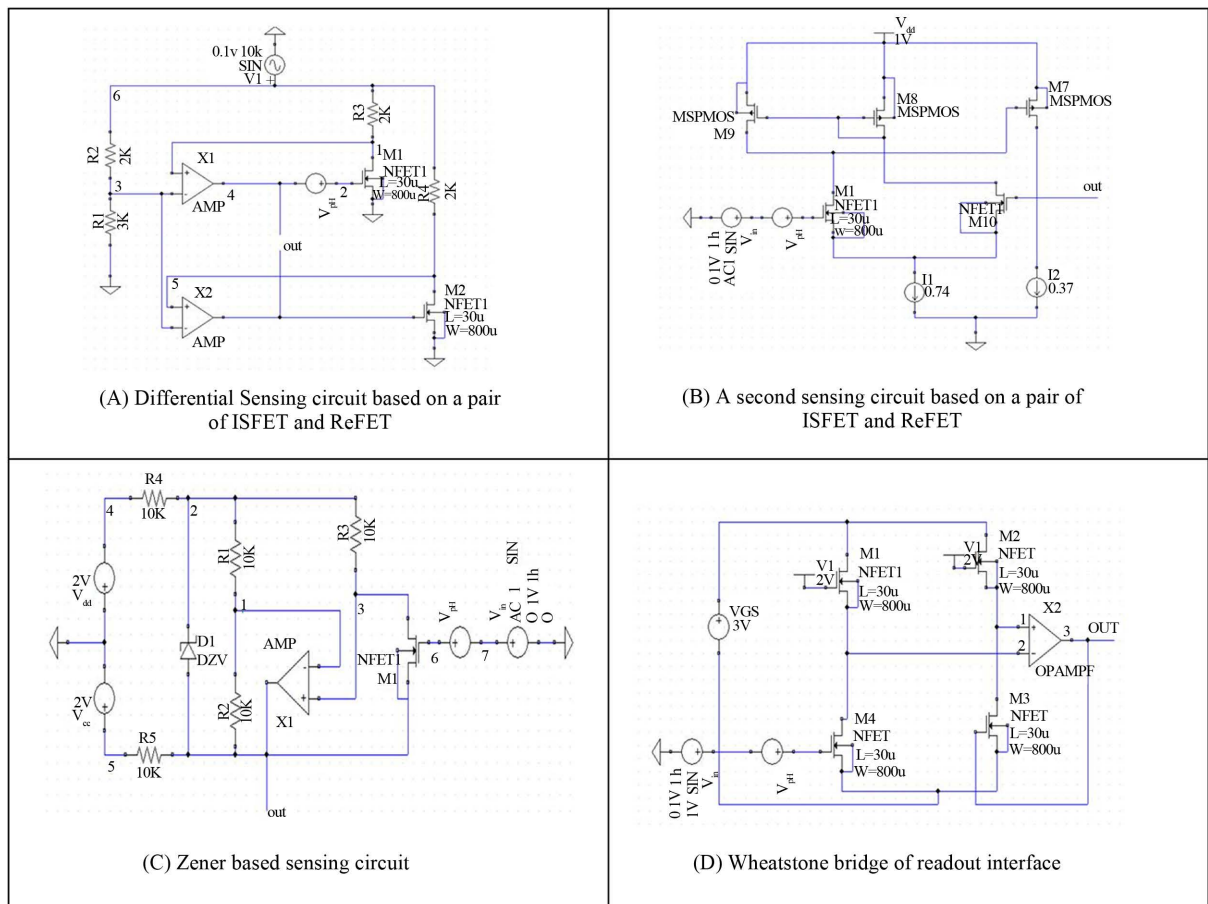 0.1v 10k
SIN
V1 +
6
R3
2K
R2
2K
X1
1
M1
NFET1
L=30u
W=800u
R4
2K
3
4
2
AMP
V_pH
R1
3K
out
5
X2
M2
NFET1
L=30u
W=800u
AMP
(A) Differential Sensing circuit based on a pair
of ISFET and ReFET
V_dd
1V
M7
MSPMOS
M8
MSPMOS
MSPMOS
M9
M1
NFET1
L=30u
w=800u
out
NFET1
M10
0 1V 1 h
AC1 SIN
V_in
V_pH
I1
0.74
I2
0.37
(B) A second sensing circuit based on a pair of
ISFET and ReFET
R4
10K
4
2
R3
10K
R1
10K
2V
V_dd
1
3
D1
DZV
AMP
V_pH
V_in
AC 1 SIN
O 1V 1h
O
NFET1
M1
6
7
2V
R2
10K
X1
R5
10K
5
out
(C) Zener based sensing circuit
M2
NFET
L=30u
W=800u
V1
2V
M1
NFET1
L=30u
W=800u
V1
2V
VGS
3V
X2
1
2
3
OUT
OPAMPF
M3
NFET
L=30u
W=800u
M4
NFET
L=30u
W=800u
0 1V 1 h
1V SIN
V_in
V_pH
(D) Wheatstone bridge of readout interface